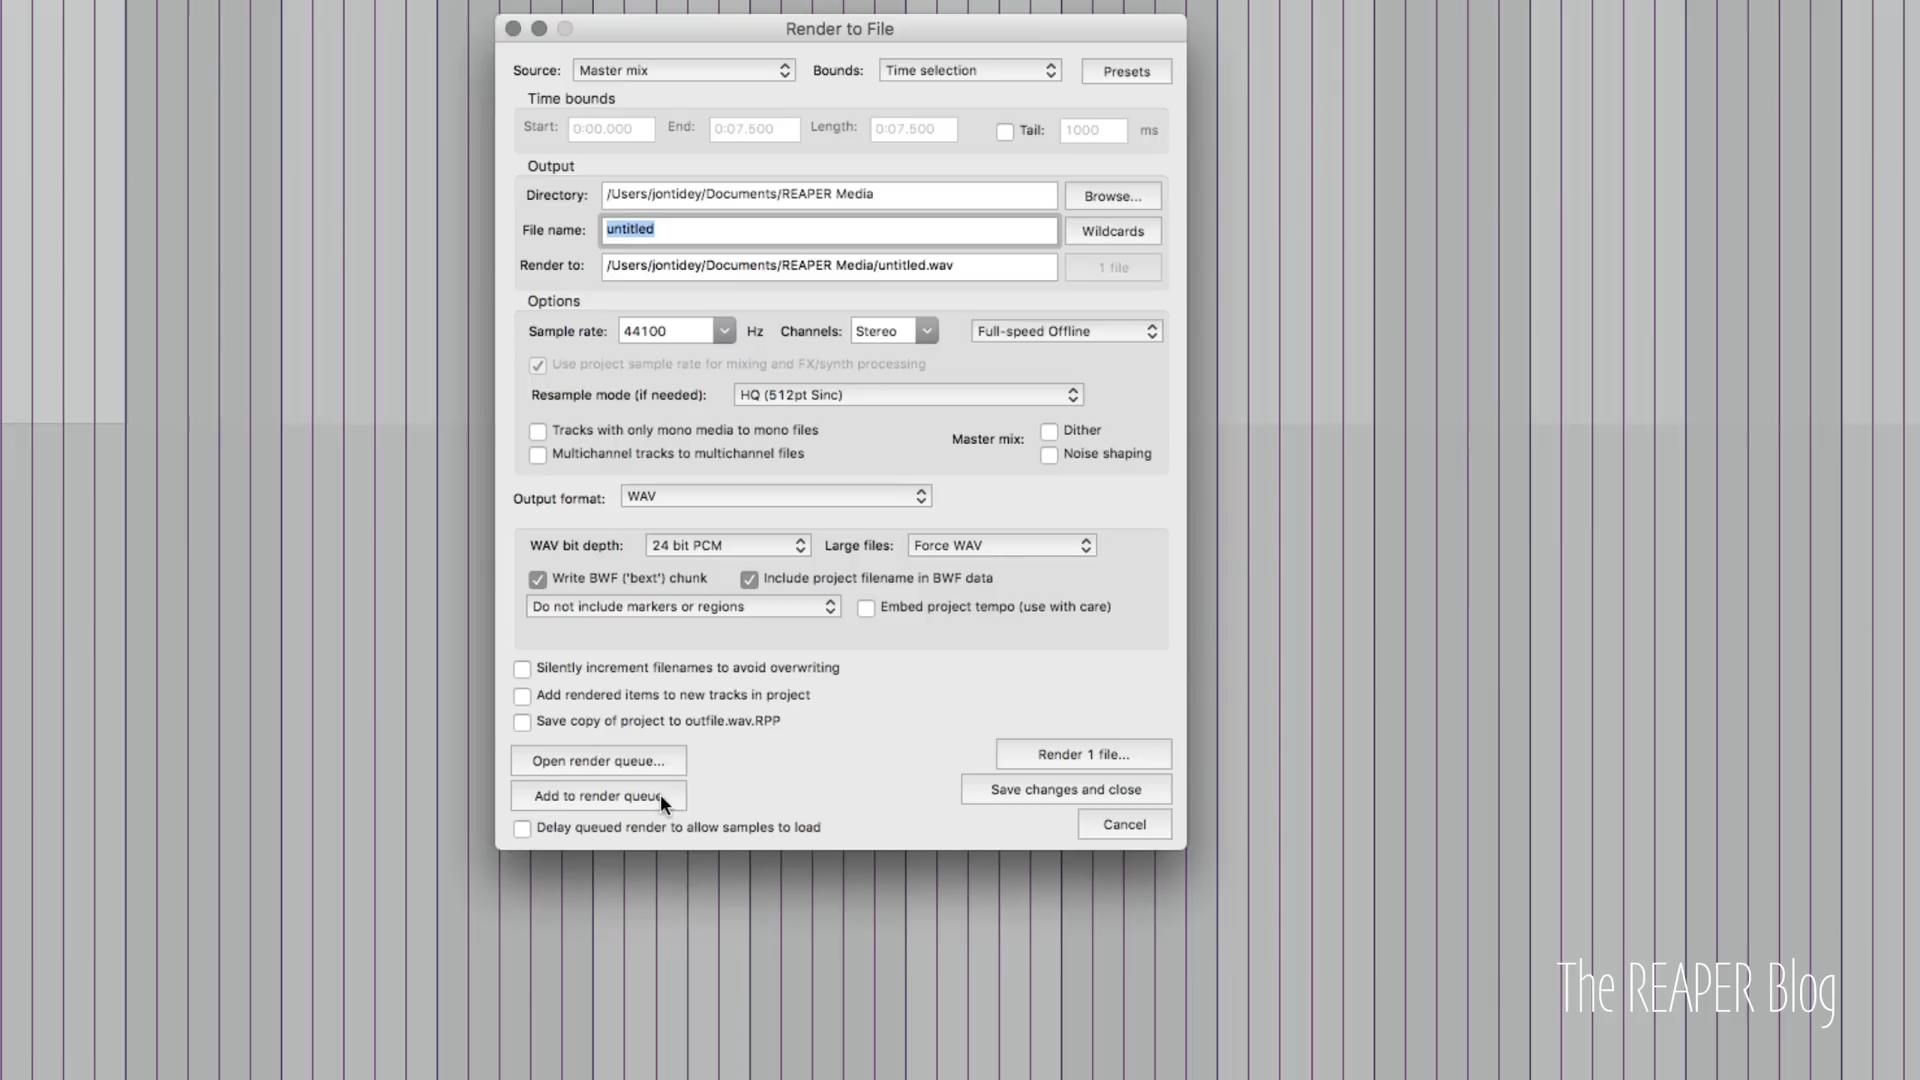 Render to File
Source: Master mix Bounds: Time selection Presets
Time bounds
Start: 0:00.000 End: 0:07.500 Length: 0:07.500 Tail: 1000 ms
Output
Directory: /Users/jontidey/Documents/REAPER Media Browse...
File name: untitled Wildcards
Render to: /Users/jontidey/Documents/REAPER Media/untitled.wav 1 file
Options
Sample rate: 44100 Hz Channels: Stereo Full-speed Offline
Use project sample rate for mixing and FX/synth processing
Resample mode (if needed): HQ (512pt Sinc)
Tracks with only mono media to mono files Master mix: Dither
Multichannel tracks to multichannel files Noise shaping
Output format: WAV
WAV bit depth: 24 bit PCM Large files: Force WAV
Write BWF ('bext') chunk Include project filename in BWF data
Do not include markers or regions Embed project tempo (use with care)
Silently increment filenames to avoid overwriting
Add rendered items to new tracks in project
Save copy of project to outfile.wav.RPP
Open render queue... Render 1 file...
Add to render queue Save changes and close
Delay queued render to allow samples to load Cancel
The REAPER Blog